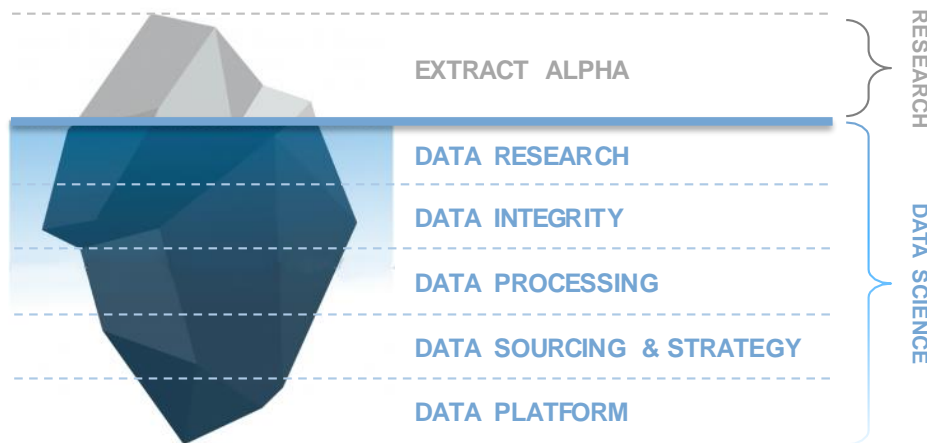 EXTRACT ALPHA
RESEARCH
DATA RESEARCH
DATA INTEGRITY
DATA PROCESSING
DATA SOURCING & STRATEGY
DATA PLATFORM
DATA SCIENCE